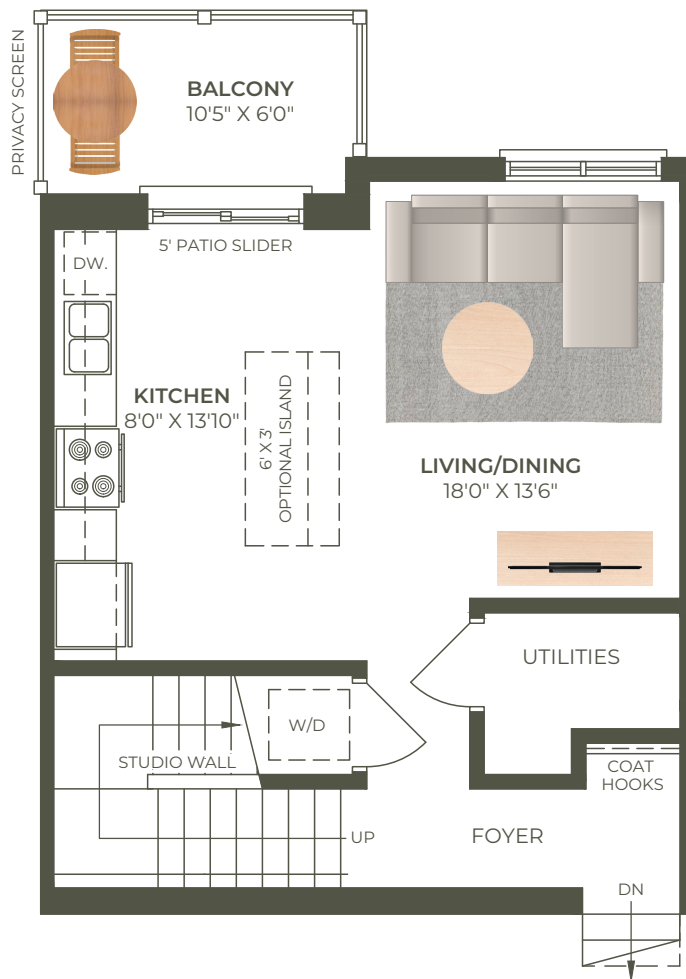 PRIVACY SCREEN
BALCONY
10'5" X 6'0"
5' PATIO SLIDER
DW.
KITCHEN
8'0" X 13'10"
6' X 3'
OPTIONAL ISLAND
LIVING/DINING
18'0" X 13'6"
UTILITIES
W/D
STUDIO WALL
COAT
HOOKS
UP
FOYER
DN